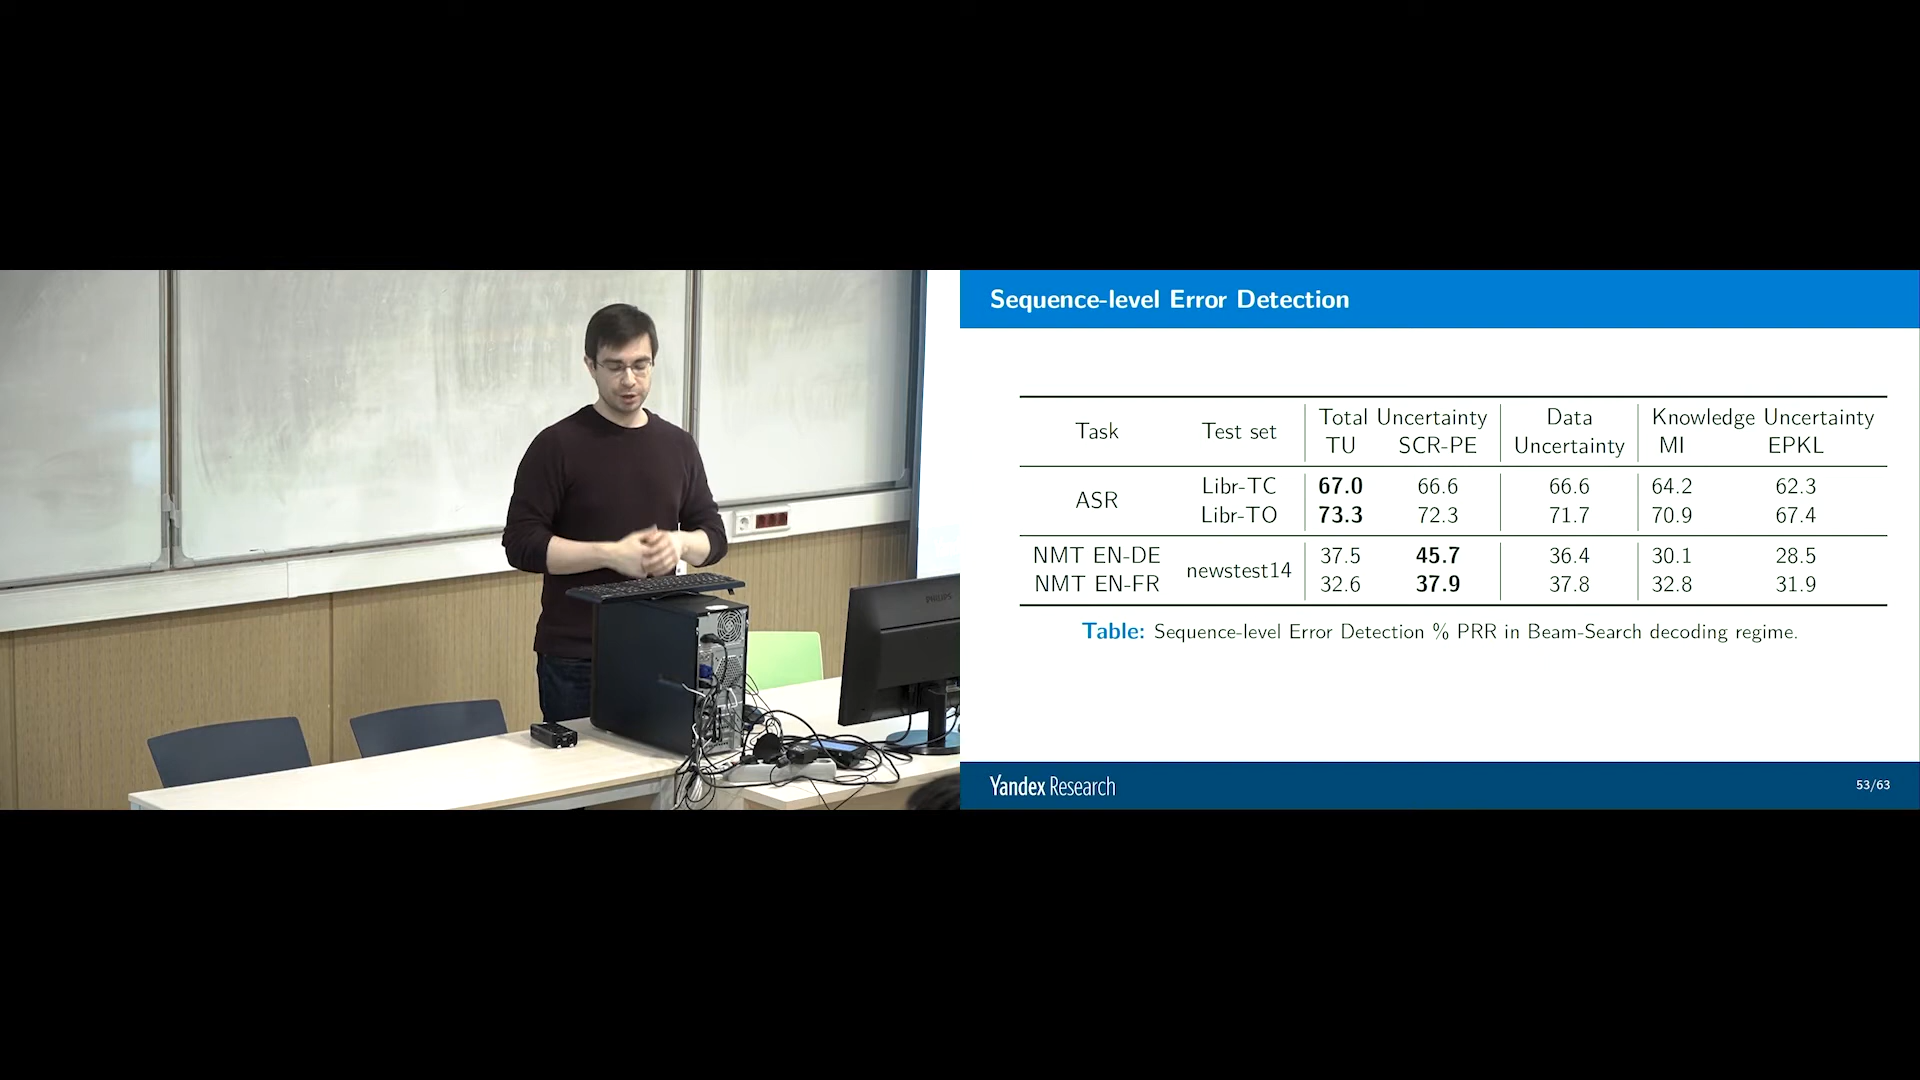 Sequence-level Error Detection
Task Test set Total Uncertainty Data Knowledge Uncertainty
TU SCR-PE Uncertainty MI EPKL
ASR Libr-TC 67.0 66.6 66.6 64.2 62.3
Libr-TO 73.3 72.3 71.7 70.9 67.4
NMT EN-DE newstest14 37.5 45.7 36.4 30.1 28.5
NMT EN-FR 32.6 37.9 37.8 32.8 31.9
Table: Sequence-level Error Detection % PRR in Beam-Search decoding regime.
Yandex Research
53/63
PHILIPS